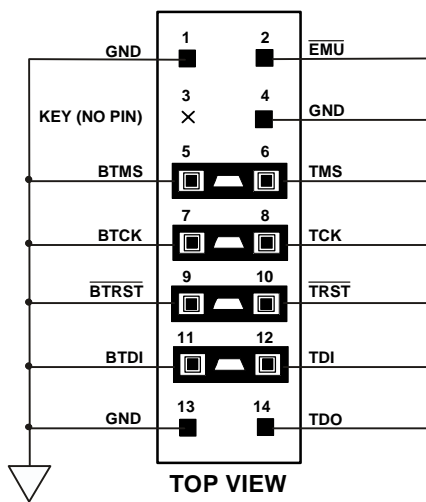 1 2
GND EMU
3 4
KEY (NO PIN) GND
5 6
BTMS TMS
7 8
BTCK TCK
9 10
BTRST TRST
11 12
BTDI TDI
13 14
GND TDO
TOP VIEW